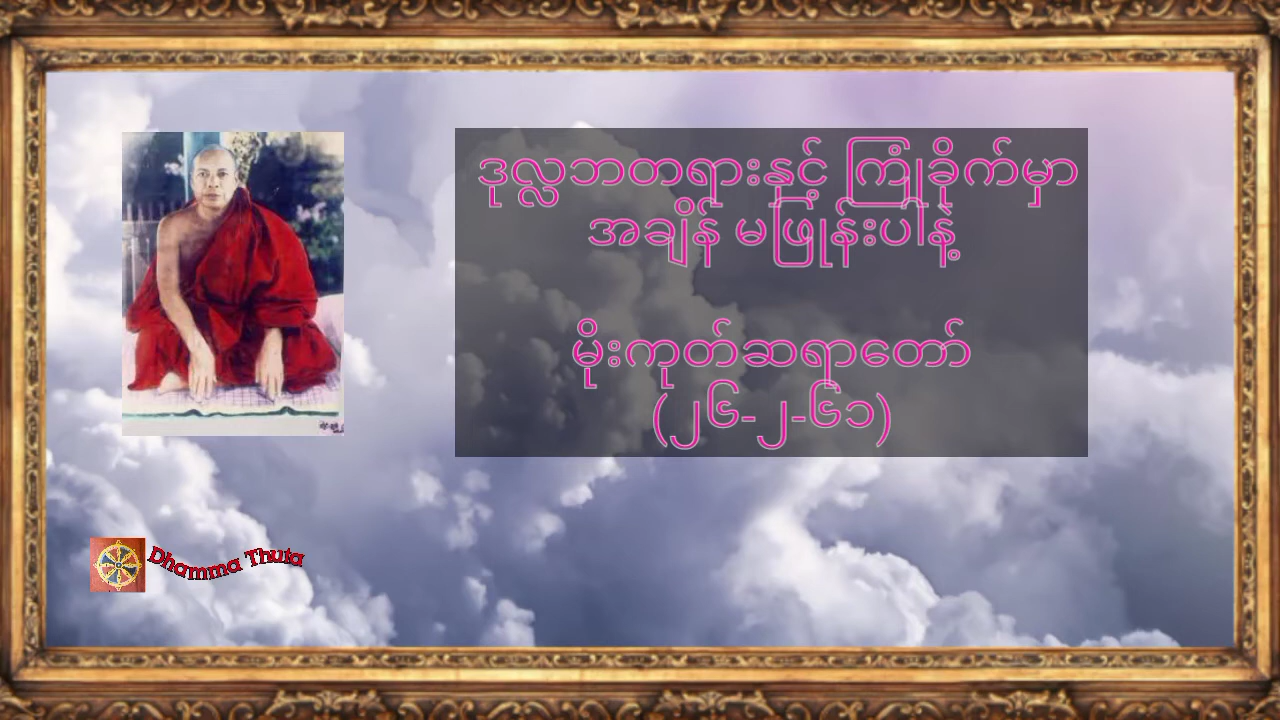 ဒုလ္လဘတရားနှင့် ကြုံခိုက်မှာ
အချိန် မဖြုန်းပါနဲ့
မိုးကုတ်ဆရာတော်
(၂၆-၂-၆၁)
Dhamma Thuta